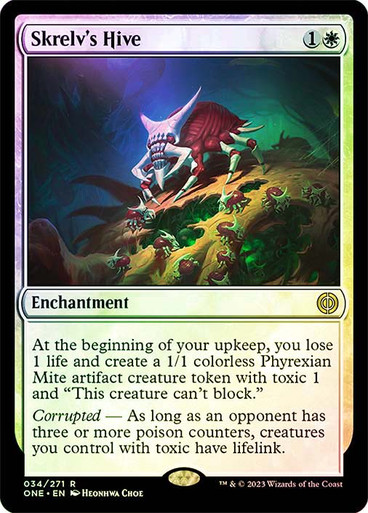 Skrelv's Hive 1
Enchantment
At the beginning of your upkeep, you lose
1 life and create a 1/1 colorless Phyrexian
Mite artifact creature token with toxic 1
and “This creature can't block.”
Corrupted — As long as an opponent has
three or more poison counters, creatures
you control with toxic have lifelink.
034/271 R
ONE • EN HEONHWA CHOE
™ & © 2023 Wizards of the Coast